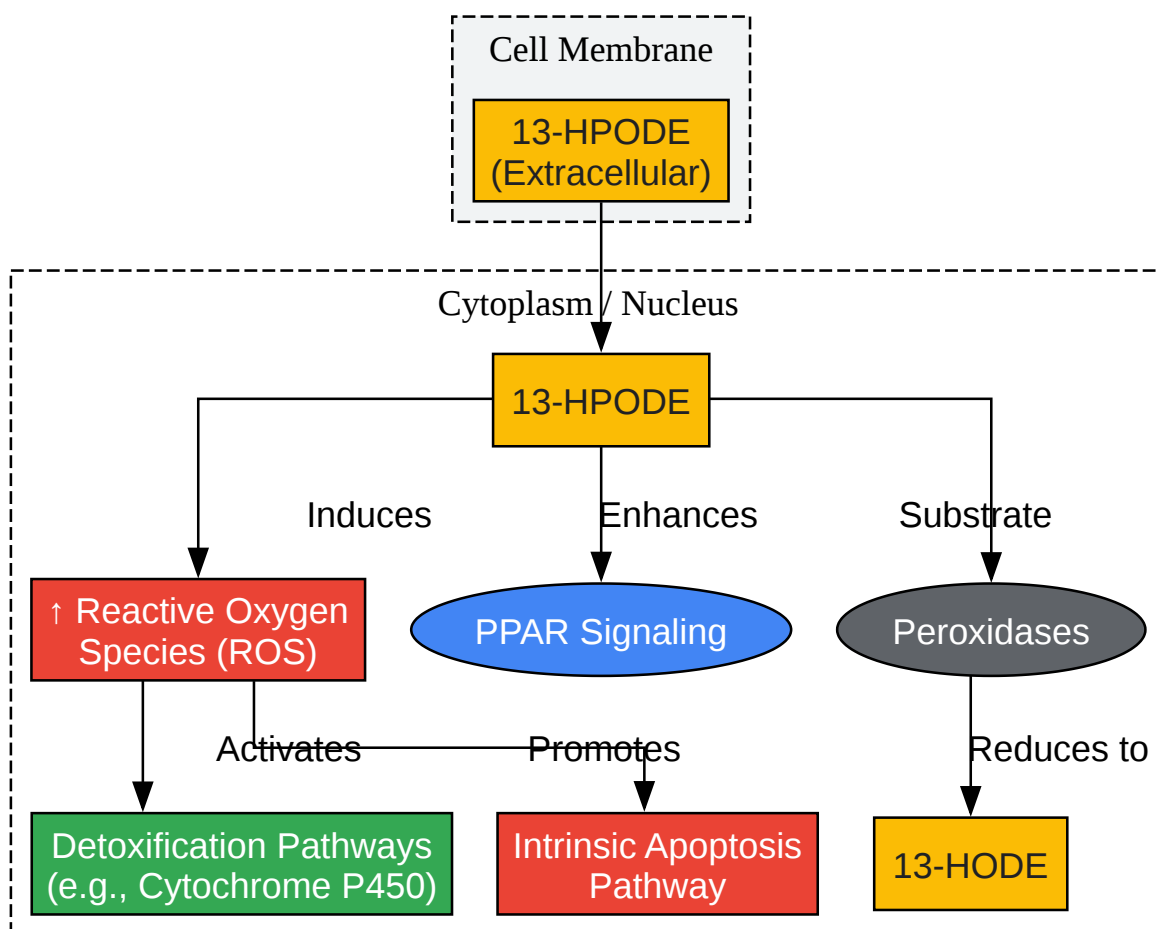 Cell Membrane
13-HPODE
(Extracellular)
Cytoplasm / Nucleus
13-HPODE
Induces
Enhances
Substrate
↑ Reactive Oxygen
Species (ROS)
PPAR Signaling
Peroxidases
Activates
Promotes
Reduces to
Detoxification Pathways
(e.g., Cytochrome P450)
Intrinsic Apoptosis
Pathway
13-HODE